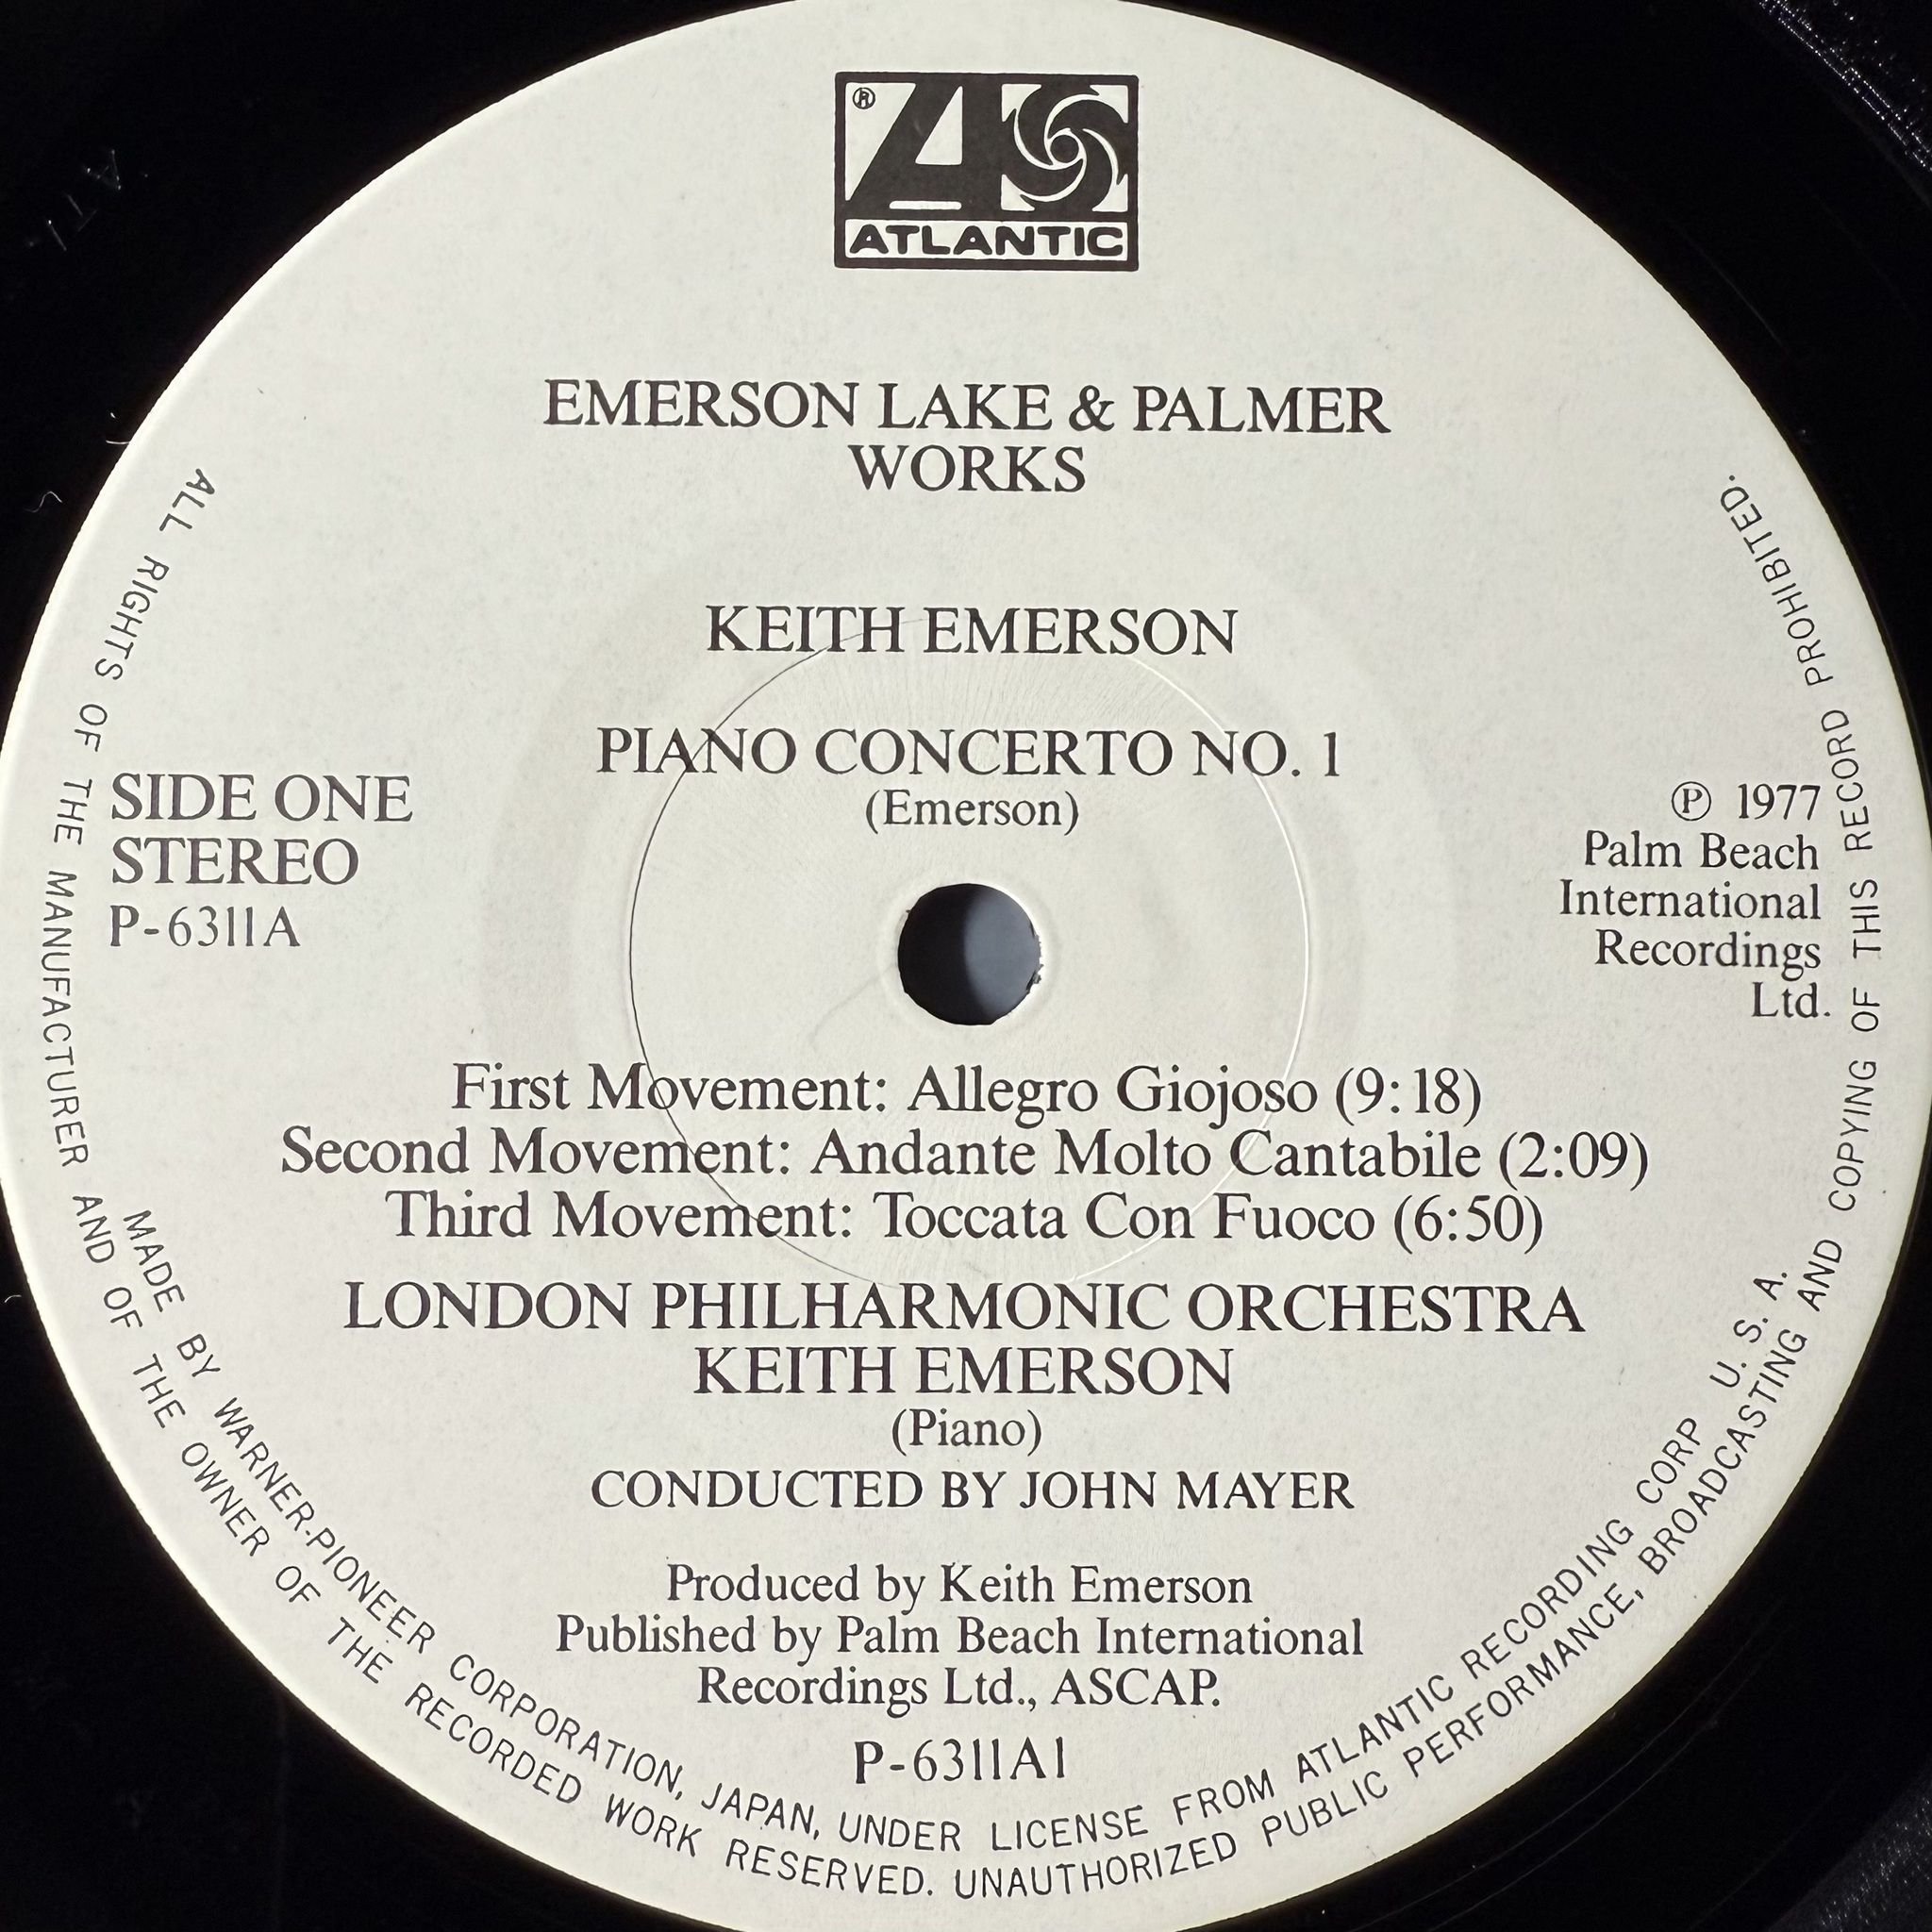 ®
ATLANTIC
EMERSON LAKE & PALMER
WORKS
KEITH EMERSON
PIANO CONCERTO NO. 1
(Emerson)
SIDE ONE
STEREO
P-6311A
℗ 1977
Palm Beach
International
Recordings
Ltd.
First Movement: Allegro Giojoso (9:18)
Second Movement: Andante Molto Cantabile (2:09)
Third Movement: Toccata Con Fuoco (6:50)
LONDON PHILHARMONIC ORCHESTRA
KEITH EMERSON
(Piano)
CONDUCTED BY JOHN MAYER
Produced by Keith Emerson
Published by Palm Beach International
Recordings Ltd., ASCAP.
P-6311A1
MADE BY WARNER-PIONEER CORPORATION, JAPAN, UNDER LICENSE FROM ATLANTIC RECORDING CORP U. S. A.
ALL RIGHTS OF THE MANUFACTURER AND OF THE OWNER OF THE RECORDED WORK RESERVED. UNAUTHORIZED PUBLIC PERFORMANCE, BROADCASTING AND COPYING OF THIS RECORD PROHIBITED.